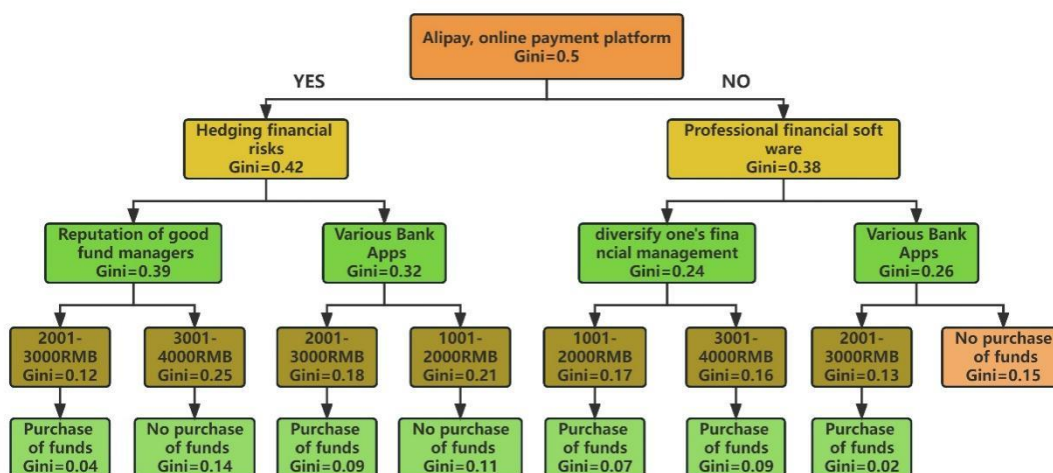 Alipay, online payment platform
Gini=0.5
YES
NO
Hedging financial
risks
Gini=0.42
Professional financial soft
ware
Gini=0.38
Reputation of good
fund managers
Gini=0.39
Various Bank
Apps
Gini=0.32
diversify one's fina
ncial management
Gini=0.24
Various Bank
Apps
Gini=0.26
2001-
3000RMB
Gini=0.12
3001-
4000RMB
Gini=0.25
2001-
3000RMB
Gini=0.18
1001-
2000RMB
Gini=0.21
1001-
2000RMB
Gini=0.17
3001-
4000RMB
Gini=0.16
2001-
3000RMB
Gini=0.13
No purchase
of funds
Gini=0.15
Purchase
of funds
Gini=0.04
No purchase
of funds
Gini=0.14
Purchase
of funds
Gini=0.09
No purchase
of funds
Gini=0.11
Purchase
of funds
Gini=0.07
Purchase
of funds
Gini=0.09
Purchase
of funds
Gini=0.02